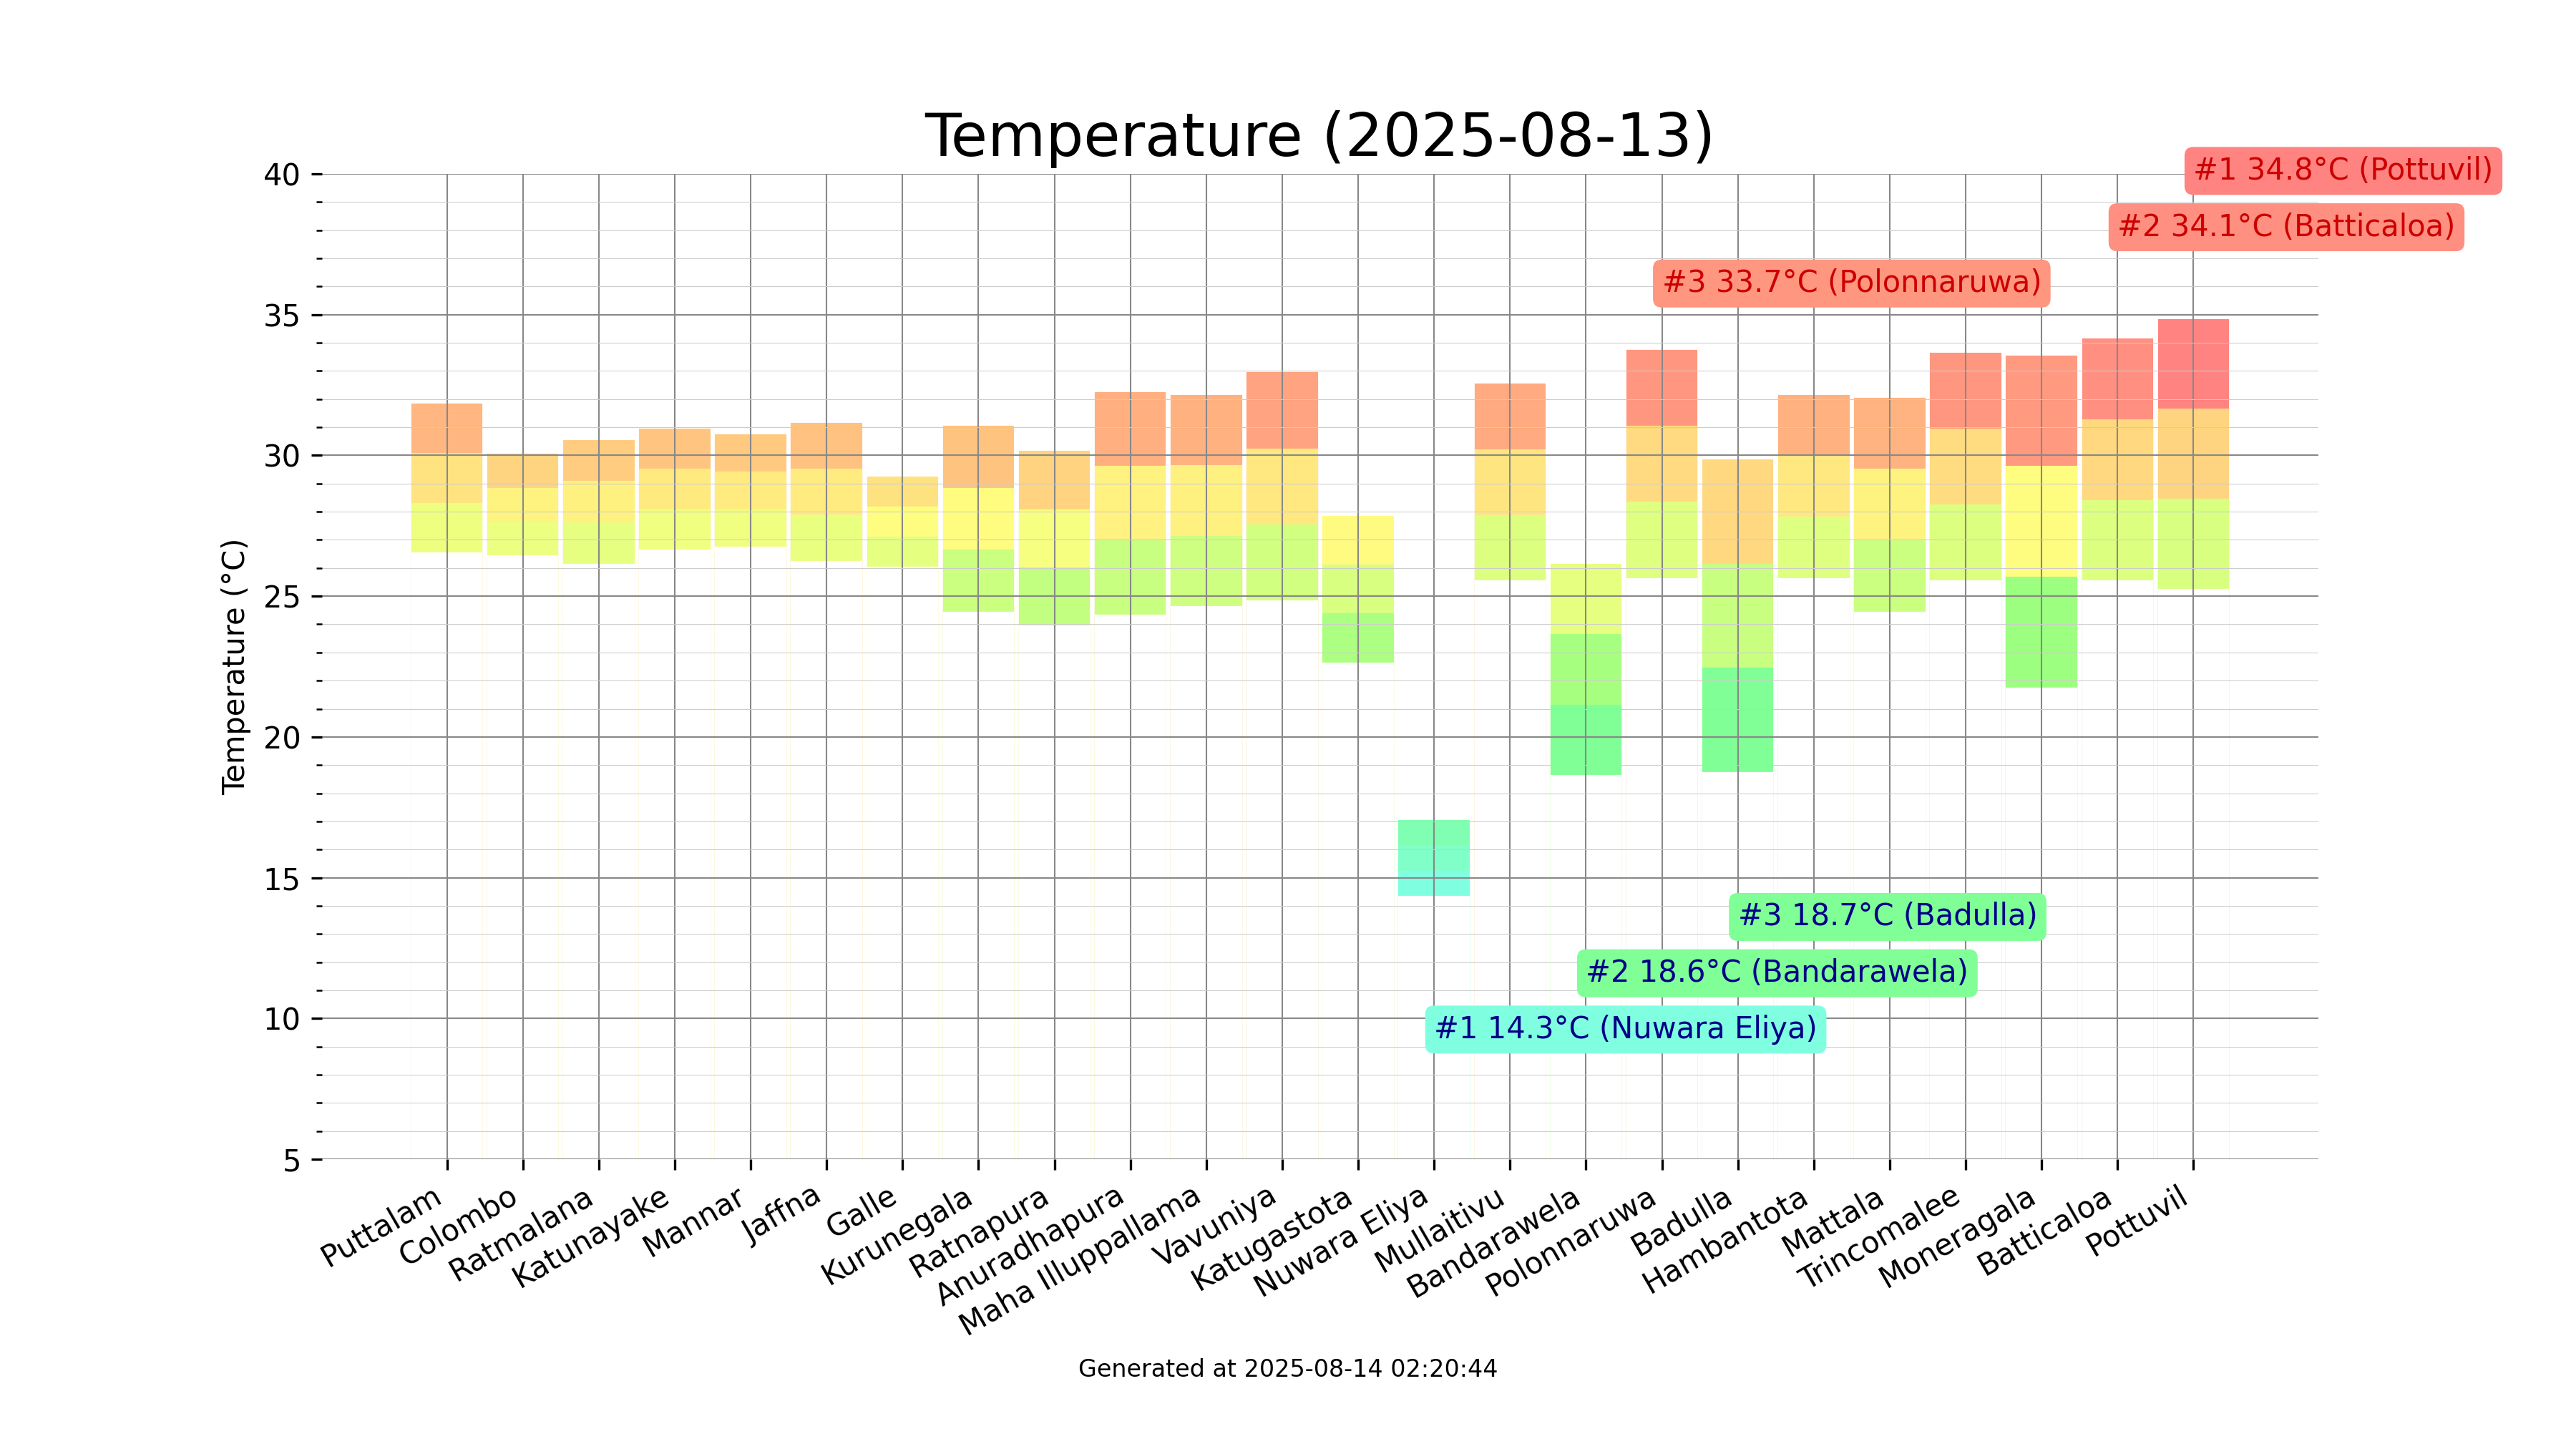 Temperature (2025-08-13)
#1 34.8°C (Pottuvil)
#2 34.1°C (Batticaloa)
#3 33.7°C (Polonnaruwa)
#3 18.7°C (Badulla)
#2 18.6°C (Bandarawela)
#1 14.3°C (Nuwara Eliya)
Temperature (°C)
40
35
30
25
20
15
10
5
Puttalam
Colombo
Ratmalana
Katunayake
Mannar
Jaffna
Galle
Kurunegala
Ratnapura
Anuradhapura
Maha Illuppallama
Vavuniya
Katugastota
Nuwara Eliya
Mullaitivu
Bandarawela
Polonnaruwa
Badulla
Hambantota
Mattala
Trincomalee
Moneragala
Batticaloa
Pottuvil
Generated at 2025-08-14 02:20:44